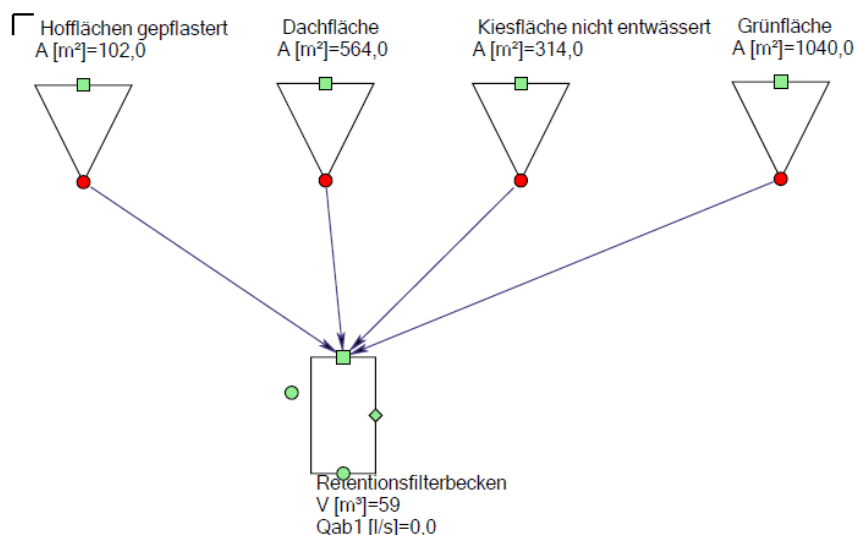 Hofflächen gepflastert
A [m²]=102,0
Dachfläche
A [m²]=564,0
Kiesfläche nicht entwässert
A [m²]=314,0
Grünfläche
A [m²]=1040,0
Retentionsfilterbecken
V [m³]=59
Qab1 [l/s]=0,0